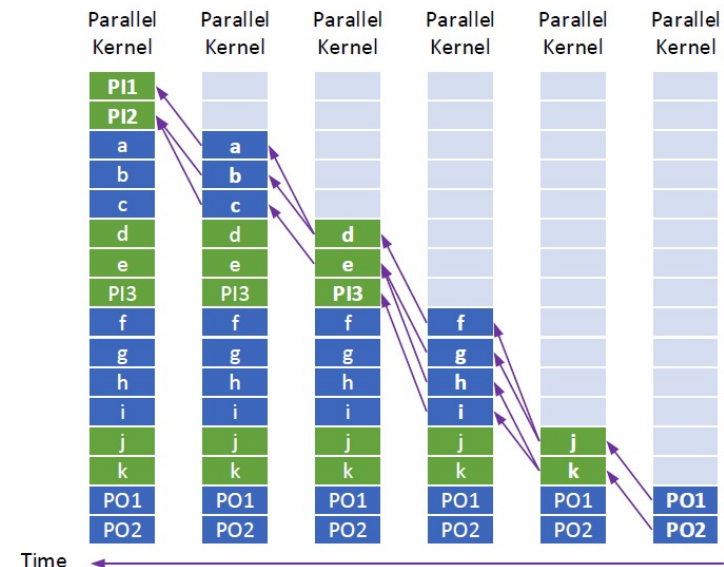 Parallel Parallel Parallel Parallel Parallel Parallel
Kernel Kernel Kernel Kernel Kernel Kernel
PI1
PI2
a a
b b
c c
d d d
e e e
PI3 PI3 PI3
f f f f
g g g g
h h h h
i i i i
j j j j j
k k k k k
PO1 PO1 PO1 PO1 PO1 PO1
PO2 PO2 PO2 PO2 PO2 PO2
Time